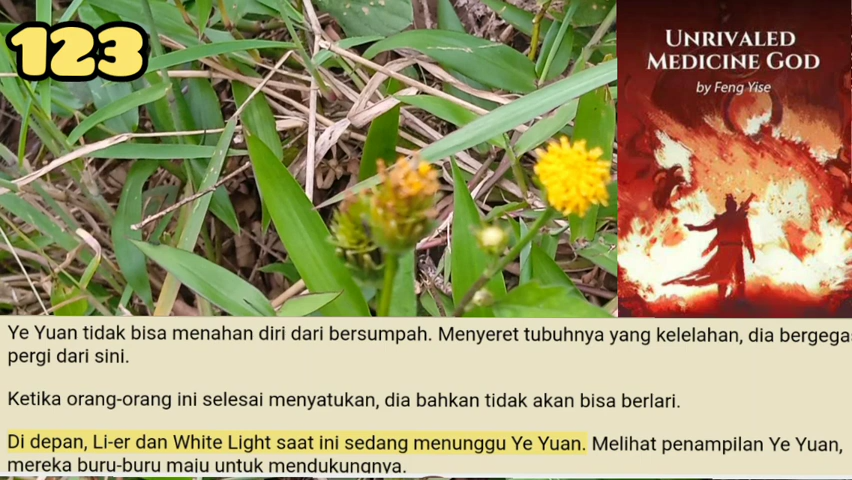 123
UNRIVALED
MEDICINE GOD
by Feng Yise
Ye Yuan tidak bisa menahan diri dari bersumpah. Menyeret tubuhnya yang kelelahan, dia bergegas
pergi dari sini.
Ketika orang-orang ini selesai menyatukan, dia bahkan tidak akan bisa berlari.
Di depan, Li-er dan White Light saat ini sedang menunggu Ye Yuan. Melihat penampilan Ye Yuan,
mereka buru-buru maju untuk mendukungnya.